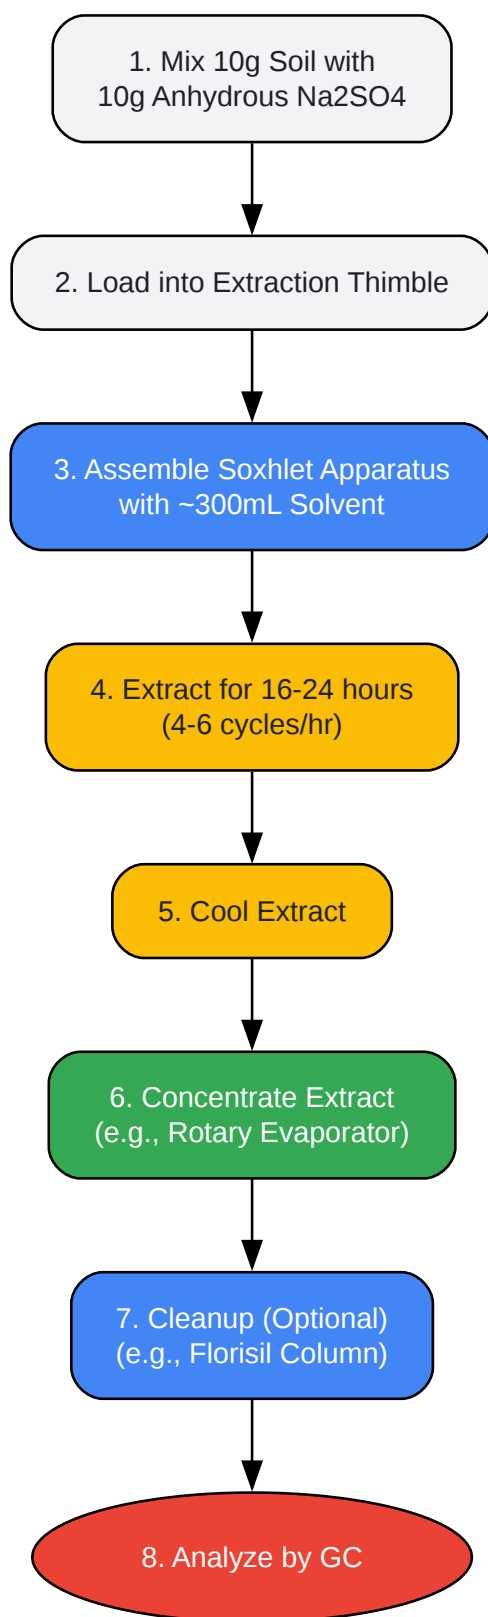 1. Mix 10g Soil with
10g Anhydrous Na2SO4
2. Load into Extraction Thimble
3. Assemble Soxhlet Apparatus
with ~300mL Solvent
4. Extract for 16-24 hours
(4-6 cycles/hr)
5. Cool Extract
6. Concentrate Extract
(e.g., Rotary Evaporator)
7. Cleanup (Optional)
(e.g., Florisil Column)
8. Analyze by GC